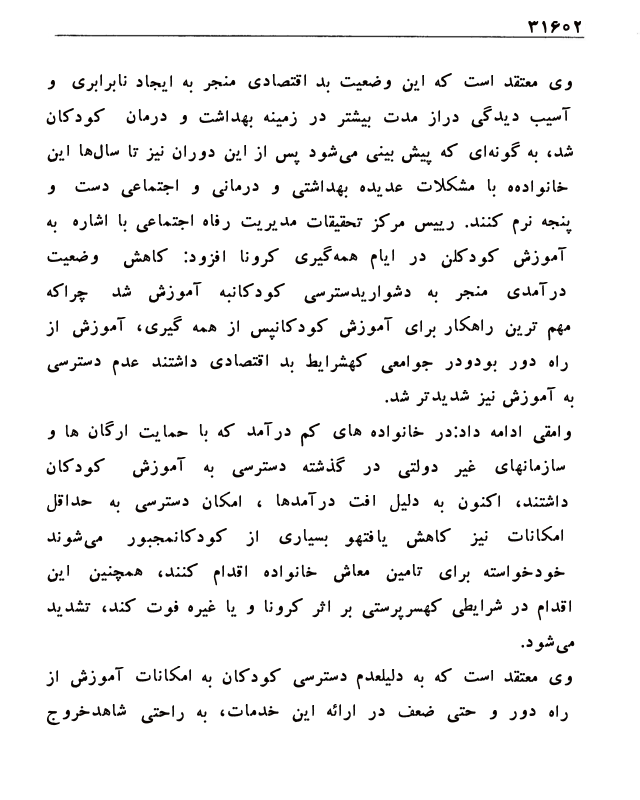 ۳۱۶۰۲
وی معتقد است که این وضعیت بد اقتصادی منجر به ایجاد نابرابری و
آسیب دیدگی دراز مدت بیشتر در زمینه بهداشت و درمان کودکان
شد، به گونه‌ای که پیش بینی می‌شود پس از این دوران نیز تا سال‌ها این
خانوادهه با مشکلات عدیده بهداشتی و درمانی و اجتماعی دست و
پنجه نرم کنند. رییس مرکز تحقیقات مدیریت رفاه اجتماعی با اشاره به
آموزش کودکلن در ایام همه‌گیری کرونا افزود: کاهش وضعیت
درآمدی منجر به دشواریدسترسی کودکانبه آموزش شد چراکه
مهم ترین راهکار برای آموزش کودکانپس از همه گیری، آموزش از
راه دور بودودر جوامعی کهشرایط بد اقتصادی داشتند عدم دسترسی
به آموزش نیز شدیدتر شد.
وامقی ادامه داد:در خانواده های کم درآمد که با حمایت ارگان ها و
سازمانهای غیر دولتی در گذشته دسترسی به آموزش کودکان
داشتند، اکنون به دلیل افت درآمدها ، امکان دسترسی به حداقل
امکانات نیز کاهش یافتهو بسیاری از کودکانمجبور می‌شوند
خودخواسته برای تامین معاش خانواده اقدام کنند، همچنین این
اقدام در شرایطی کهسرپرستی بر اثر کرونا و یا غیره فوت کند، تشدید
می‌شود.
وی معتقد است که به دلیلعدم دسترسی کودکان به امکانات آموزش از
راه دور و حتی ضعف در ارائه این خدمات، به راحتی شاهدخروج